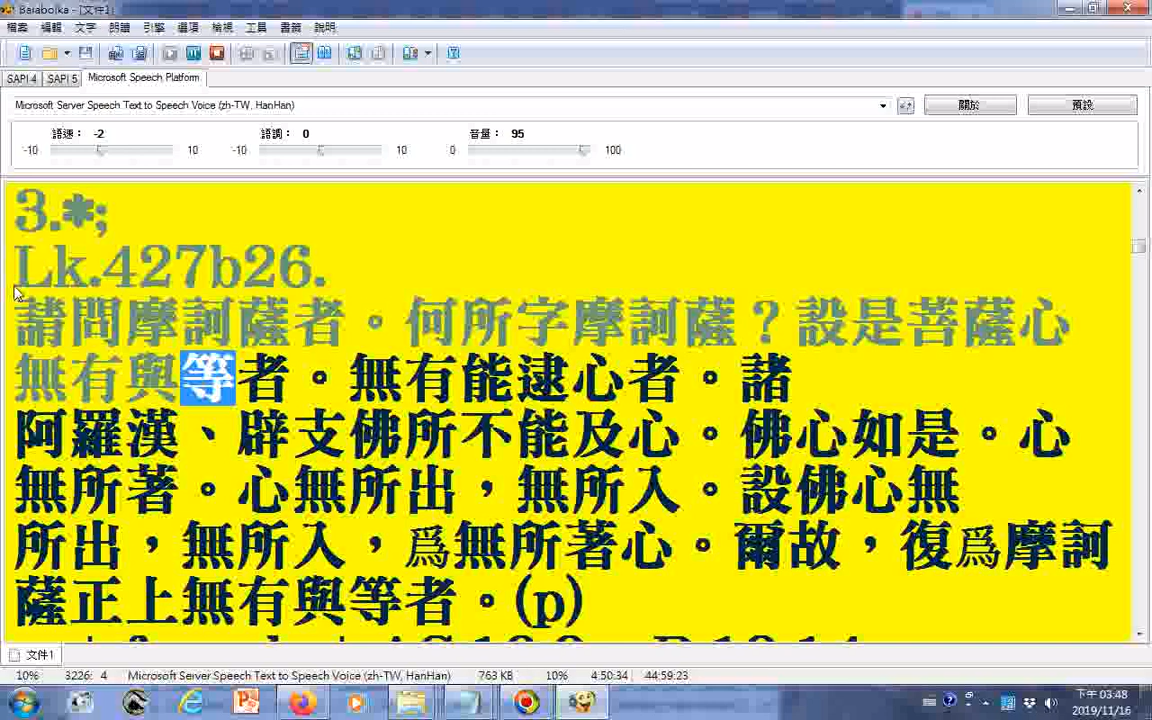 Balabolka - [文件1]
檔案 編輯 文字 朗讀 引擎 選項 檢視 工具 書籤 說明
SAPI 4 SAPI 5 Microsoft Speech Platform
Microsoft Server Speech Text to Speech Voice (zh-TW, HanHan) 關於 預設
語速: -2 語調: 0 音量: 95
-10 10 -10 10 0 100
3.*;
Lk.427b26.
請問摩訶薩者。何所字摩訶薩？設是菩薩心
無有與等者。無有能逮心者。諸
阿羅漢、辟支佛所不能及心。佛心如是。心
無所著。心無所出，無所入。設佛心無
所出，無所入，爲無所著心。爾故，復爲摩訶
薩正上無有與等者。(p)
文件1
10% 3226: 4 Microsoft Server Speech Text to Speech Voice (zh-TW, HanHan) 763 KB 10% 4:50:34 44:59:23
下午 03:48
2019/11/16